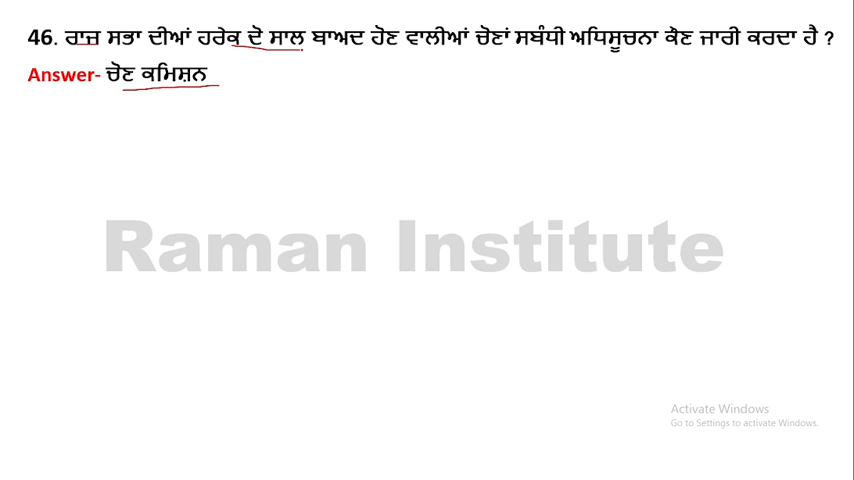 46. ਰਾਜ ਸਭਾ ਦੀਆਂ ਹਰੇਕ ਦੋ ਸਾਲ ਬਾਅਦ ਹੋਣ ਵਾਲੀਆਂ ਚੋਣਾਂ ਸਬੰਧੀ ਅਧਿਸੂਚਨਾ ਕੋਣ ਜਾਰੀ ਕਰਦਾ ਹੈ ?
Answer- ਚੋਣ ਕਮਿਸ਼ਨ
Raman Institute
Activate Windows
Go to Settings to activate Windows.